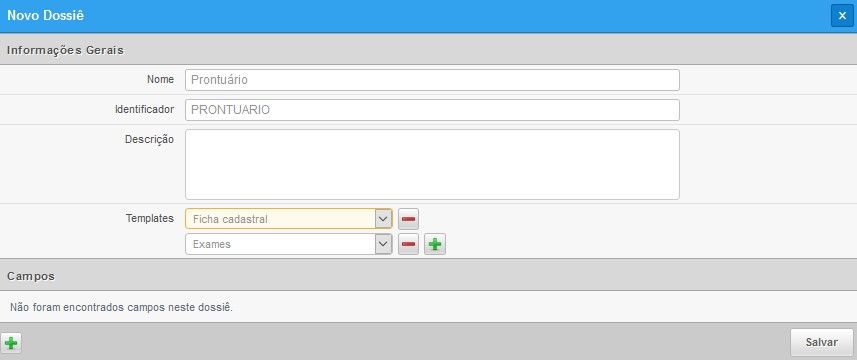 Novo Dossiê
x
Informações Gerais
Nome Prontuário
Identificador PRONTUARIO
Descrição
Templates Ficha cadastral
Exames
Campos
Não foram encontrados campos neste dossiê.
Salvar